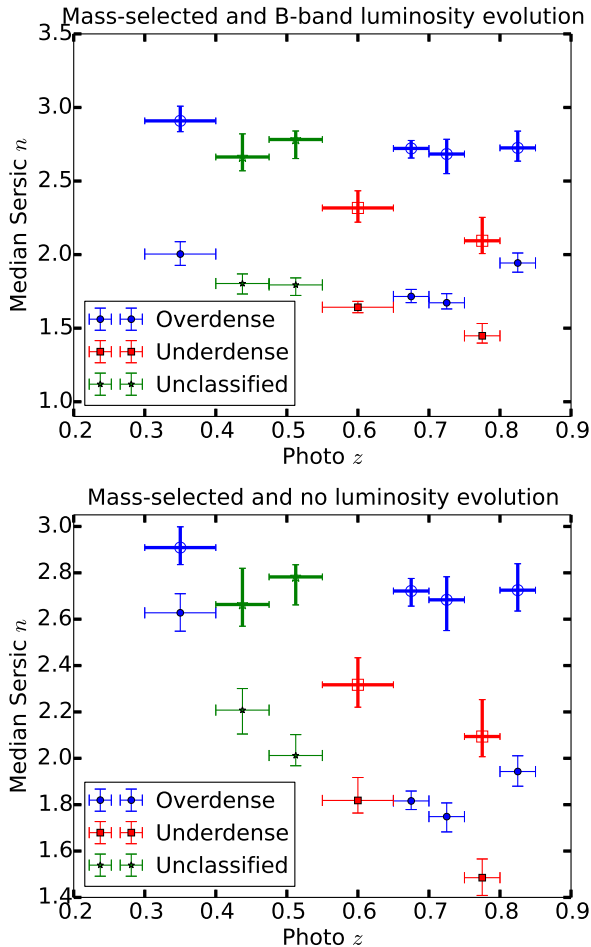 Mass-selected and B-band luminosity evolution
3.5
3.0
2.5
2.0
1.5
1.0
Median Sersic n
Overdense
Underdense
Unclassified
0.2 0.3 0.4 0.5 0.6 0.7 0.8 0.9
Photo z
Mass-selected and no luminosity evolution
3.0
2.8
2.6
2.4
2.2
2.0
1.8
1.6
1.4
Median Sersic n
Overdense
Underdense
Unclassified
0.2 0.3 0.4 0.5 0.6 0.7 0.8 0.9
Photo z